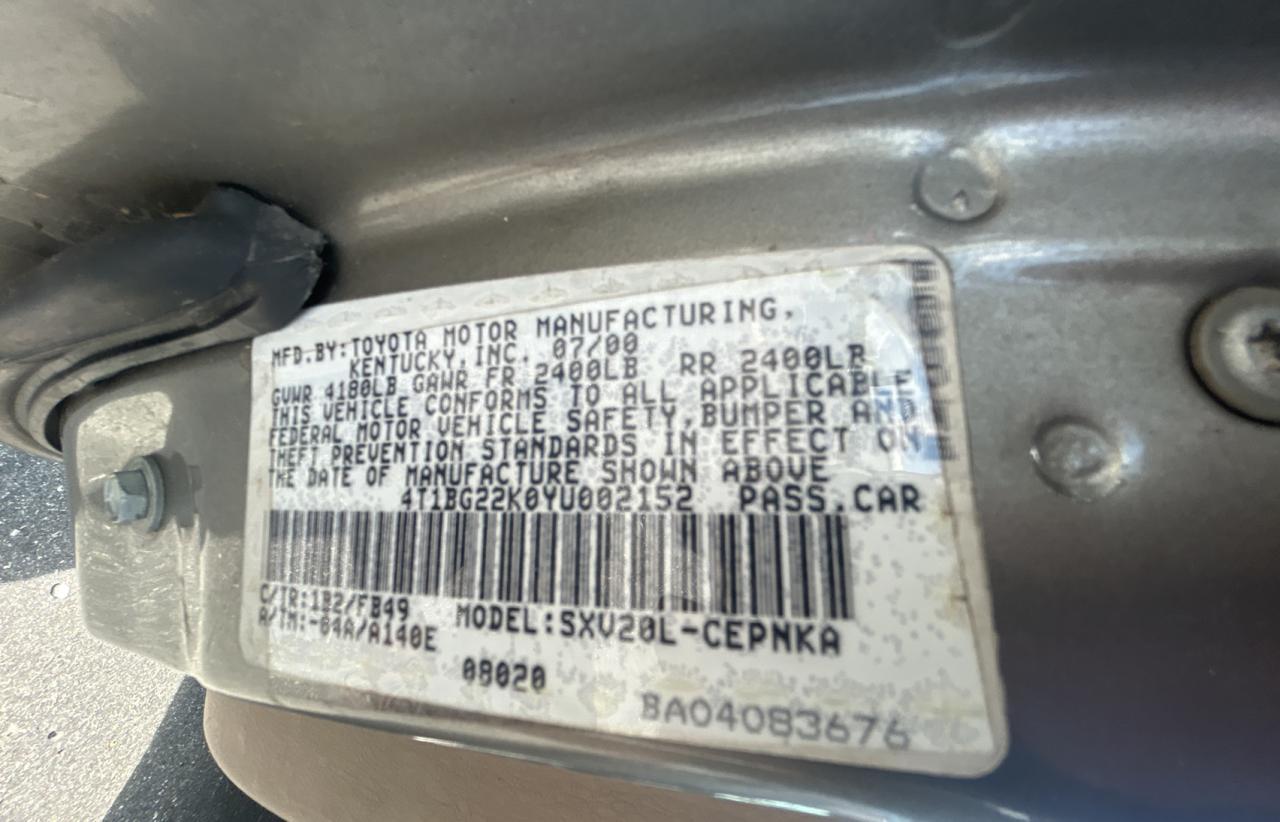 MFD.BY:TOYOTA MOTOR MANUFACTURING,
KENTUCKY,INC. 07/00
GVWR 4180LB GAWR FR 2400LB RR 2400LB
THIS VEHICLE CONFORMS TO ALL APPLICABLE
FEDERAL MOTOR VEHICLE SAFETY,BUMPER AND
THEFT PREVENTION STANDARDS IN EFFECT ON
THE DATE OF MANUFACTURE SHOWN ABOVE
4T1BG22K0YU002152 PASS.CAR
C/TR:1B2/FB49
A/TM:-04A/A140E
MODEL:SXV20L-CEPNKA
08020
BA04083676